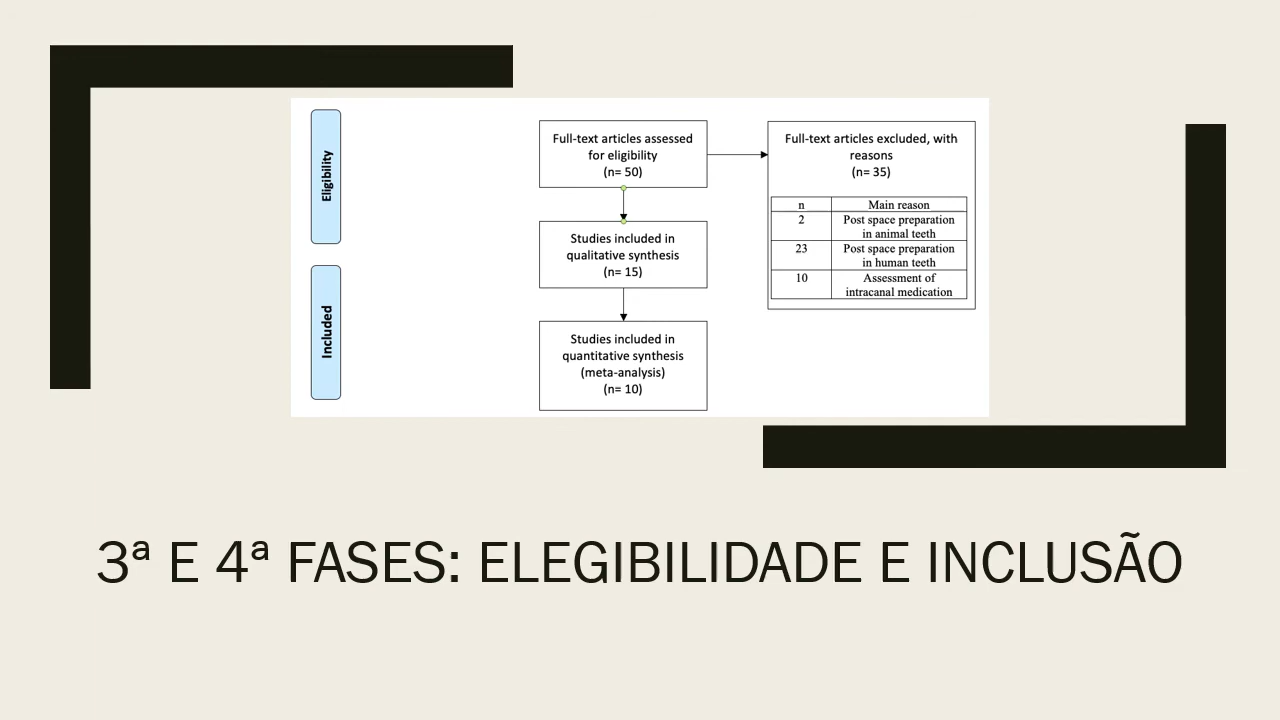 Eligibility
Full-text articles assessed
for eligibility
(n= 50)
Full-text articles excluded, with
reasons
(n= 35)
n Main reason
2 Post space preparation
in animal teeth
23 Post space preparation
in human teeth
10 Assessment of
intracanal medication
Studies included in
qualitative synthesis
(n= 15)
Included
Studies included in
quantitative synthesis
(meta-analysis)
(n= 10)
3ª E 4ª FASES: ELEGIBILIDADE E INCLUSÃO